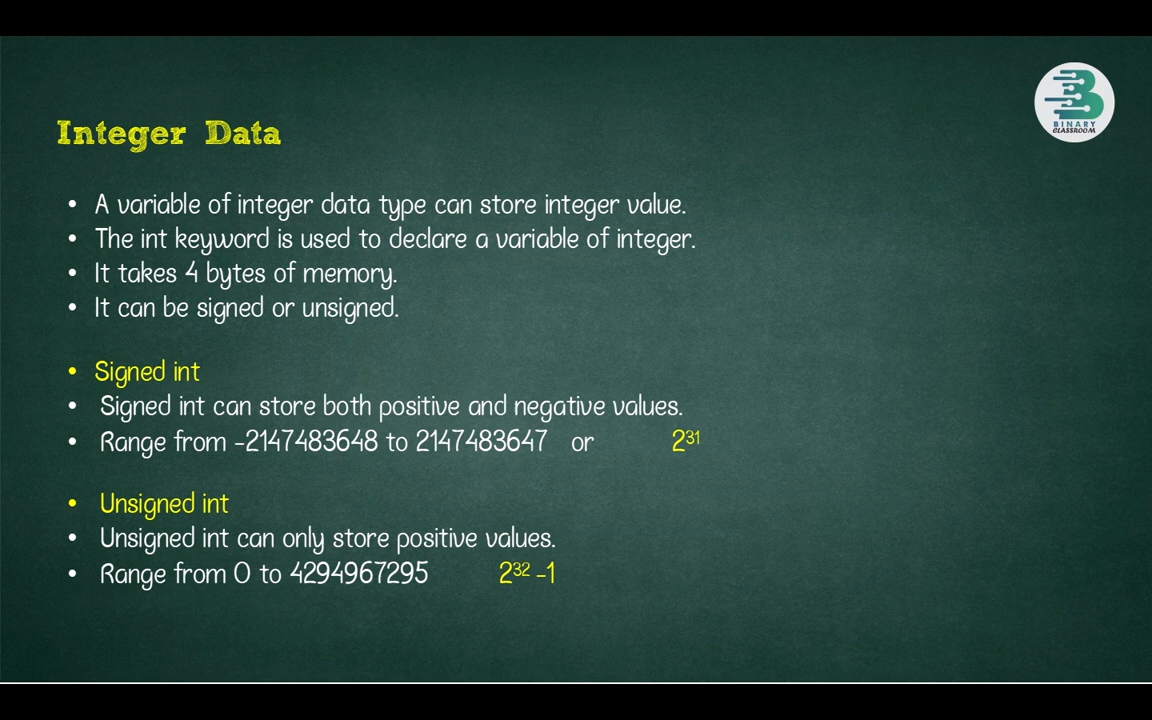 BINARY
CLASSROOM
Integer Data
• A variable of integer data type can store integer value.
• The int keyword is used to declare a variable of integer.
• It takes 4 bytes of memory.
• It can be signed or unsigned.
• Signed int
• Signed int can store both positive and negative values.
• Range from -2147483648 to 2147483647 or 2³¹
• Unsigned int
• Unsigned int can only store positive values.
• Range from 0 to 4294967295 2³² -1